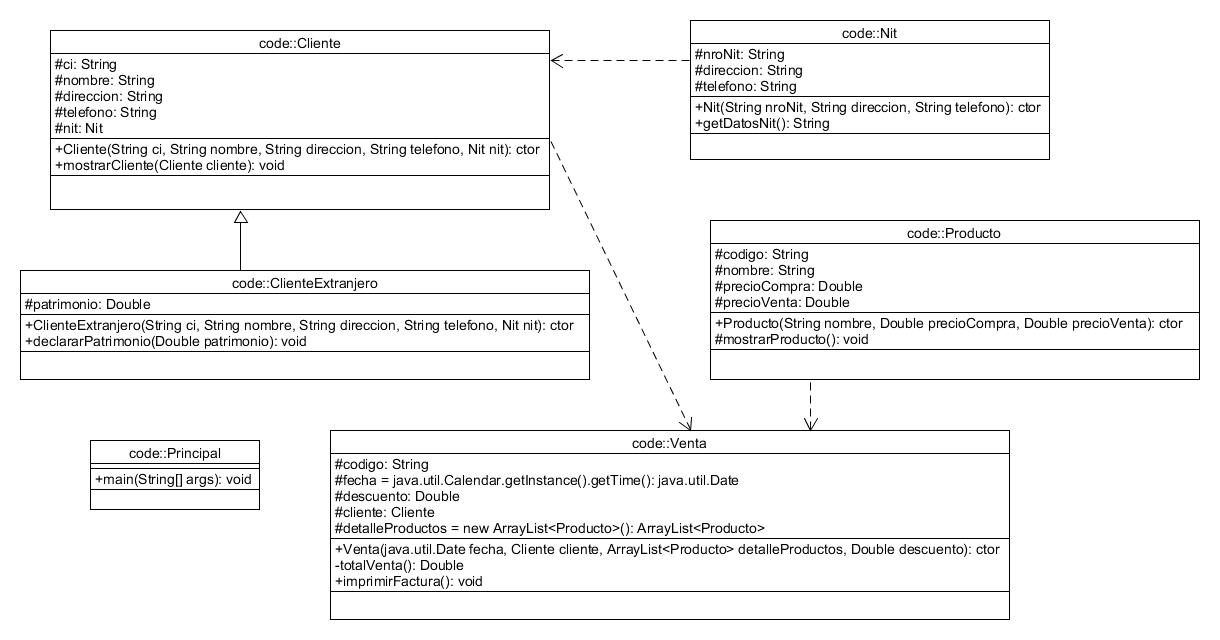 code::Cliente
#ci: String
#nombre: String
#direccion: String
#telefono: String
#nit: Nit
+Cliente(String ci, String nombre, String direccion, String telefono, Nit nit): ctor
+mostrarCliente(Cliente cliente): void
code::Nit
#nroNit: String
#direccion: String
#telefono: String
+Nit(String nroNit, String direccion, String telefono): ctor
+getDatosNit(): String
code::ClienteExtranjero
#patrimonio: Double
+ClienteExtranjero(String ci, String nombre, String direccion, String telefono, Nit nit): ctor
+declararPatrimonio(Double patrimonio): void
code::Producto
#codigo: String
#nombre: String
#precioCompra: Double
#precioVenta: Double
+Producto(String nombre, Double precioCompra, Double precioVenta): ctor
#mostrarProducto(): void
code::Principal
+main(String[] args): void
code::Venta
#codigo: String
#fecha = java.util.Calendar.getInstance().getTime(): java.util.Date
#descuento: Double
#cliente: Cliente
#detalleProductos = new ArrayList<Producto>(): ArrayList<Producto>
+Venta(java.util.Date fecha, Cliente cliente, ArrayList<Producto> detalleProductos, Double descuento): ctor
-totalVenta(): Double
+imprimirFactura(): void